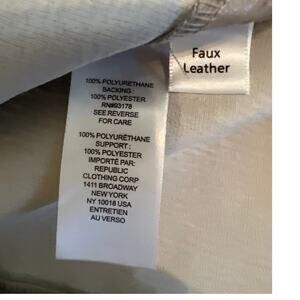 Faux
Leather
100% POLYURETHANE
BACKING :
100% POLYESTER
RN#93178
SEE REVERSE
FOR CARE
100% POLYURÉTHANE
SUPPORT :
100% POLYESTER
IMPORTÉ PAR:
REPUBLIC
CLOTHING CORP
1411 BROADWAY
NEW YORK
NY 10018 USA
ENTRETIEN
AU VERSO